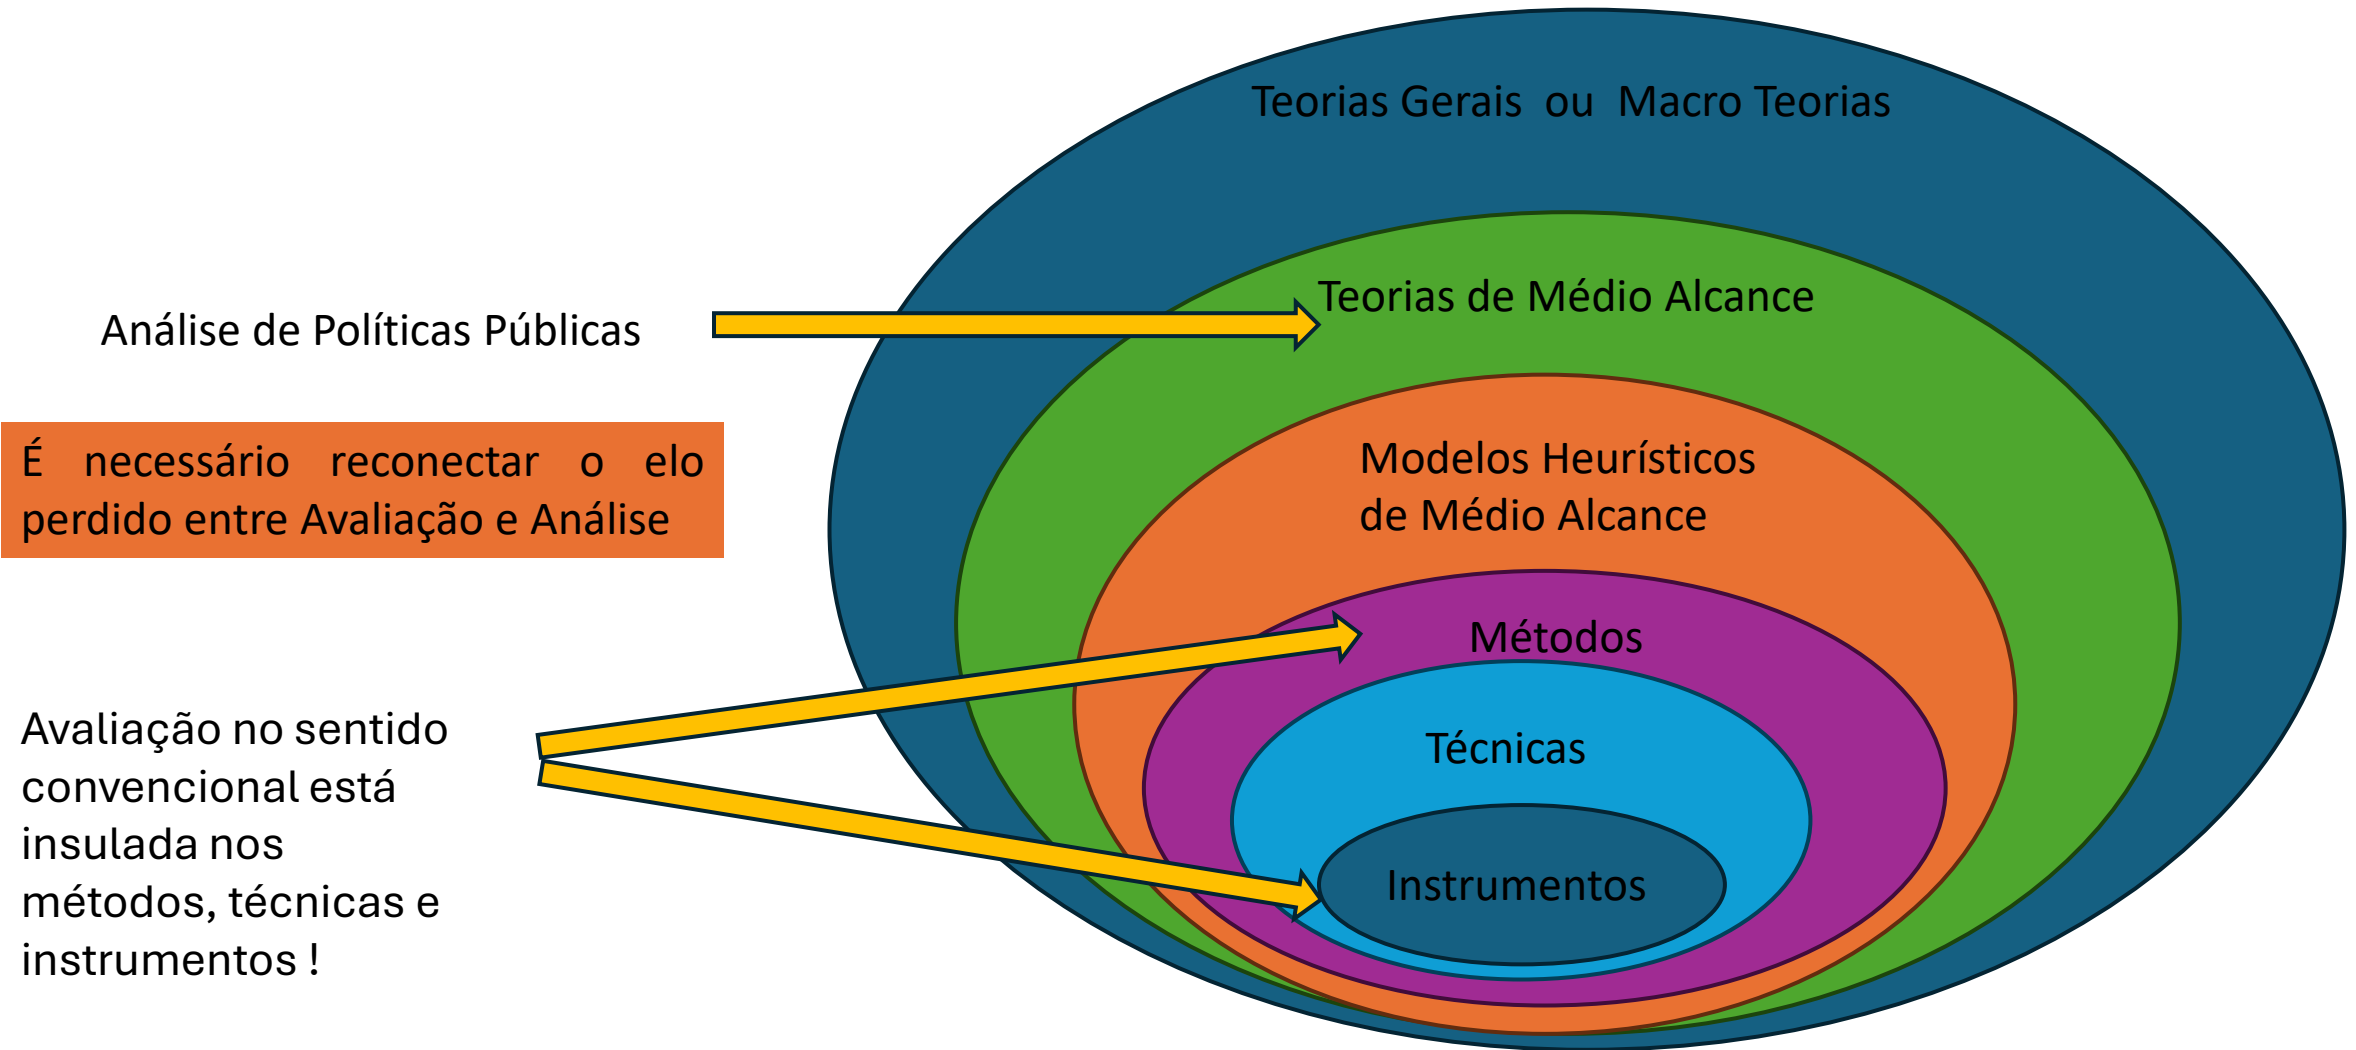 Teorias Gerais ou Macro Teorias
Teorias de Médio Alcance
Análise de Políticas Públicas
É necessário reconectar o elo
perdido entre Avaliação e Análise
Modelos Heurísticos
de Médio Alcance
Métodos
Avaliação no sentido
convencional está
insulada nos
métodos, técnicas e
instrumentos !
Técnicas
Instrumentos